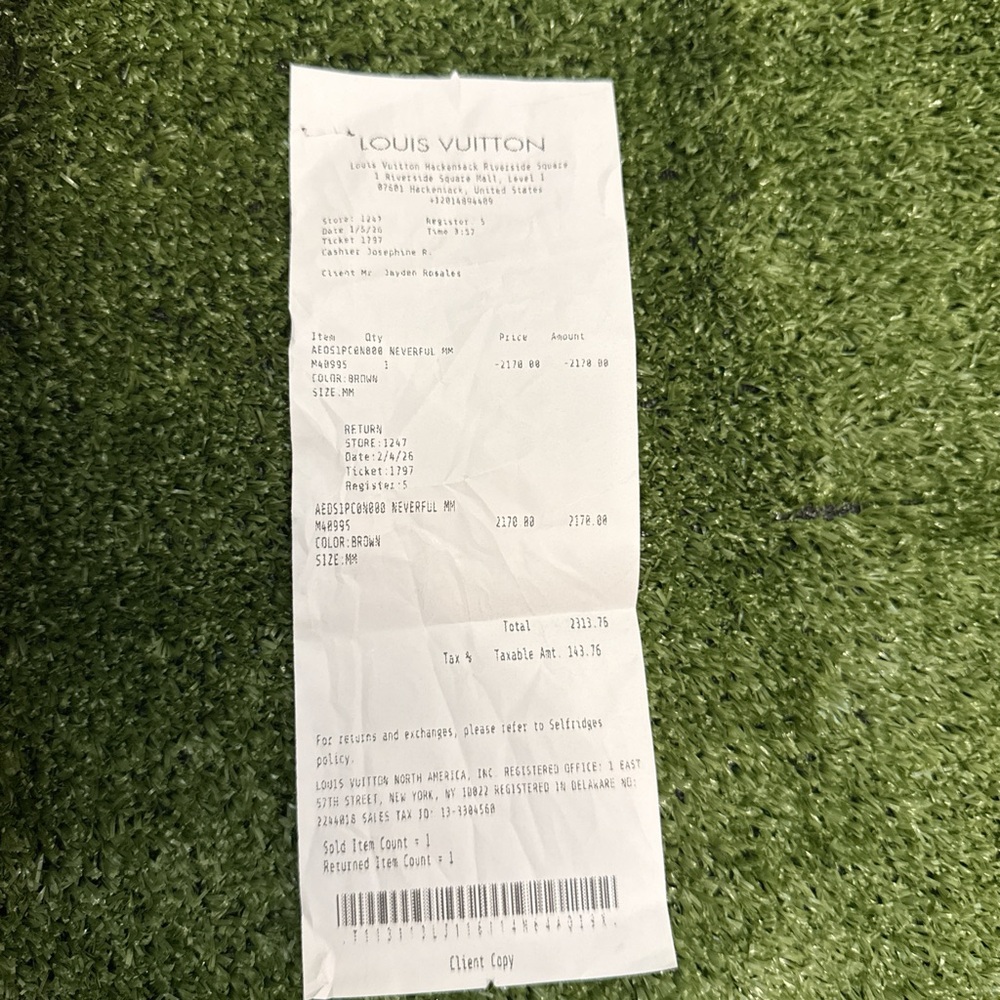 LOUIS VUITTON
Louis Vuitton Hackensack Riverside Square
1 Riverside Square Mall, Level 1
07601 Hackensack, United States
+12014894409
Store: 1247 Register 5
Date 1/5/26 Time 3:57
Ticket 1797
Cashier Josephine R.
Client Mr. Jayden Rosales
Item Qty Price Amount
AEDS1PC0N000 NEVERFUL MM
M40995 1 -2170 00 -2170 00
COLOR:BROWN
SIZE:MM
RETURN
STORE:1247
Date:2/4/26
Ticket:1797
Register:5
AEDS1PC0N000 NEVERFUL MM
M40995 2170 00 2170.00
COLOR:BROWN
SIZE:MM
Total 2313.76
Tax % Taxable Amt. 143.76
For returns and exchanges, please refer to Selfridges
policy.
LOUIS VUITTON NORTH AMERICA, INC. REGISTERED OFFICE: 1 EAST
57TH STREET, NEW YORK, NY 10022 REGISTERED IN DELAWARE NO:
2244018 SALES TAX ID: 13-3304560
Sold Item Count = 1
Returned Item Count = 1
Client Copy